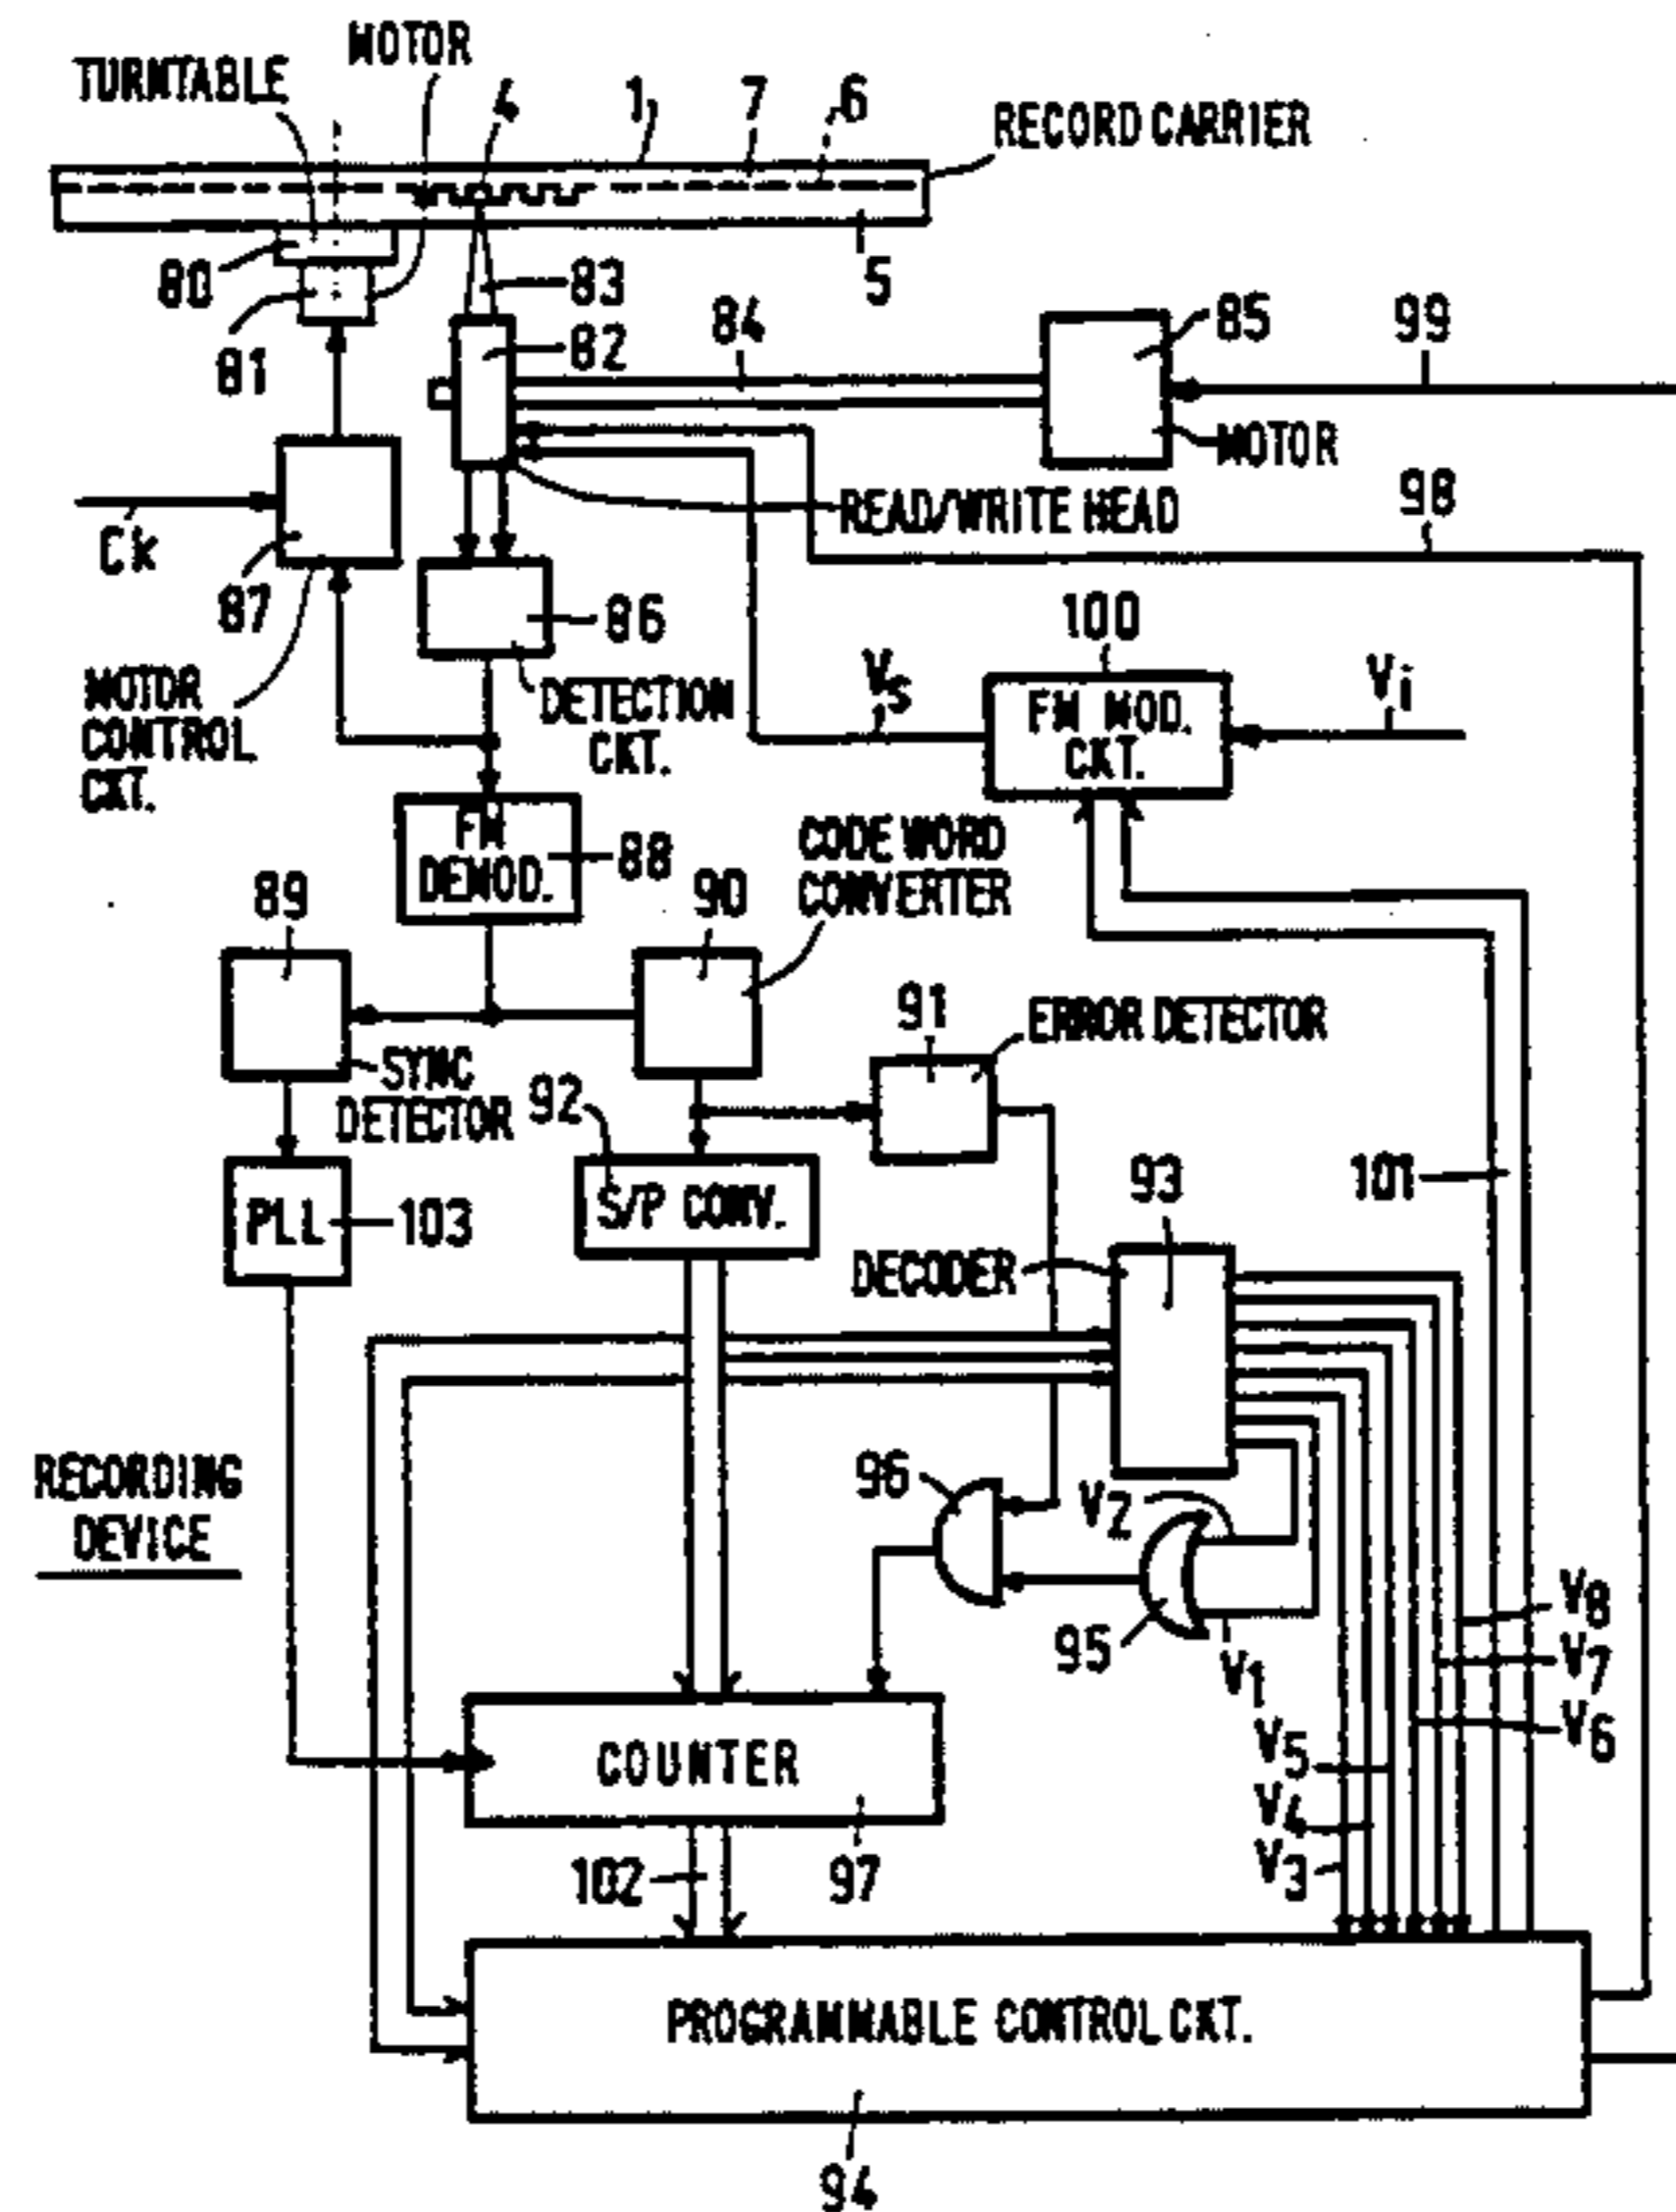 MOTOR
TURNTABLE
4
1
7
6
RECORD CARRIER
80
83
5
81
82
84
85
99
MOTOR
READ/WRITE HEAD
98
Ck
87
86
100
MOTOR
CONTROL
CKT.
DETECTION
CKT.
Vs
FM MOD.
CKT.
Vi
FM
DEMOD.
88
CODE WORD
CONVERTER
89
90
91
ERROR DETECTOR
SYNC
DETECTOR
92
S/P CONV.
93
101
PLL
103
DECODER
RECORDING
DEVICE
96
V2
95
V1
V8
V7
V6
V5
V4
V3
COUNTER
102
97
PROGRAMMABLE CONTROL CKT.
94